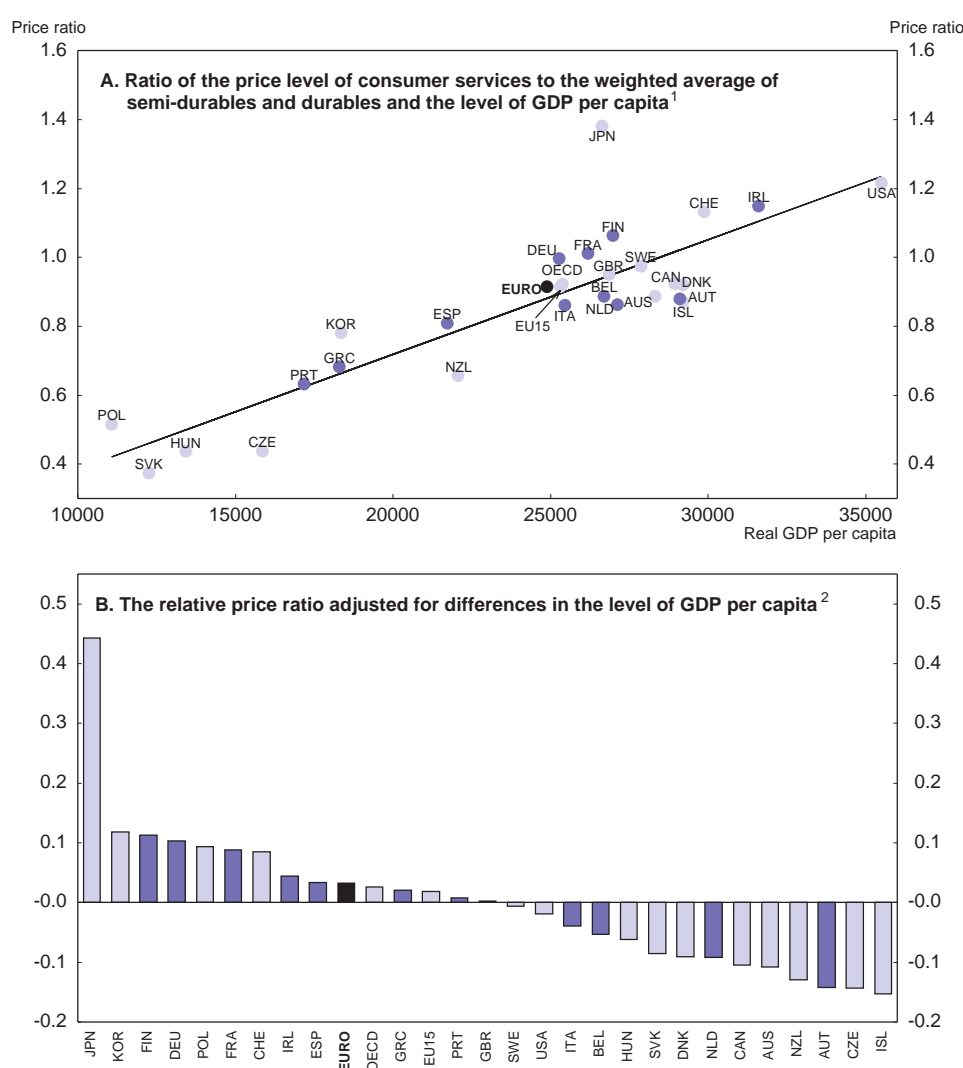 Price ratio Price ratio
1.6 1.6
A. Ratio of the price level of consumer services to the weighted average of
semi-durables and durables and the level of GDP per capita 1
1.4 1.4
JPN
1.2 1.2
USA
IRL
CHE
FIN
1.0 1.0
DEU FRA
SWE
OECD GBR
CAN DNK
EURO BEL
AUT
NLD AUS
ISL
ITA
EU15
ESP
0.8 0.8
KOR
GRC
NZL
PRT
0.6 0.6
POL
HUN CZE
SVK
0.4 0.4
10000 15000 20000 25000 30000 35000
Real GDP per capita
B. The relative price ratio adjusted for differences in the level of GDP per capita 2
0.5 0.5
0.4 0.4
0.3 0.3
0.2 0.2
0.1 0.1
-0.0 -0.0
-0.1 -0.1
-0.2 -0.2
JPN KOR FIN DEU POL FRA CHE IRL ESP EURO OECD GRC EU15 PRT GBR SWE USA ITA BEL HUN SVK DNK NLD CAN AUS NZL AUT CZE ISL